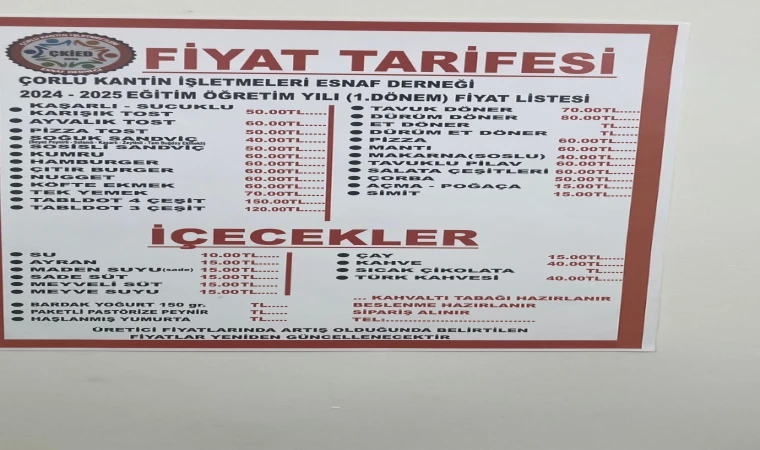 ÇKİED
FİYAT TARİFESİ
ÇORLU KANTİN İŞLETMELERİ ESNAF DERNEĞİ
2024 - 2025 EĞİTİM ÖĞRETİM YILI (1.DÖNEM) FİYAT LİSTESİ
KAŞARLI - SUCUKLU
KARIŞIK TOST 50.00TL
AYVALIK TOST 60.00TL
PİZZA TOST 50.00TL
SOĞUK SANDVİÇ 40.00TL
SOSİSLİ SANDVİÇ 50.00TL
KUMRU 60.00TL
HAMBURGER 60.00TL
ÇITIR BURGER 60.00TL
NUGGET 60.00TL
KÖFTE EKMEK 60.00TL
TEK YEMEK 70.00TL
TABLDOT 4 ÇEŞİT 150.00TL
TABLDOT 3 ÇEŞİT 120.00TL
TAVUK DÖNER 70.00TL
DÜRÜM DÖNER 80.00TL
ET DÖNER TL
DÜRÜM ET DÖNER TL
PİZZA 60.00TL
MANTI 60.00TL
MAKARNA(SOSLU) 40.00TL
TAVUKLU PİLAV 60.00TL
SALATA ÇEŞİTLERİ 60.00TL
ÇORBA 50.00TL
AÇMA - POĞAÇA 15.00TL
SİMİT 15.00TL
İÇECEKLER
SU 10.00TL
AYRAN 15.00TL
MADEN SUYU(sade) 15.00TL
SADE SÜT 15.00TL
MEYVELİ SÜT 15.00TL
MEYVE SUYU 15.00TL
ÇAY 15.00TL
KAHVE 40.00TL
SICAK ÇİKOLATA TL
TÜRK KAHVESİ 40.00TL
BARDAK YOĞURT 150 gr. TL
PAKETLİ PASTÖRİZE PEYNİR TL
HAŞLANMIŞ YUMURTA TL
... KAHVALTI TABAĞI HAZIRLANIR
BESLENME HAZIRLANIR
SİPARİŞ ALINIR
TEL:
ÜRETİCİ FİYATLARINDA ARTIŞ OLDUĞUNDA BELİRTİLEN
FİYATLAR YENİDEN GÜNCELLENECEKTİR